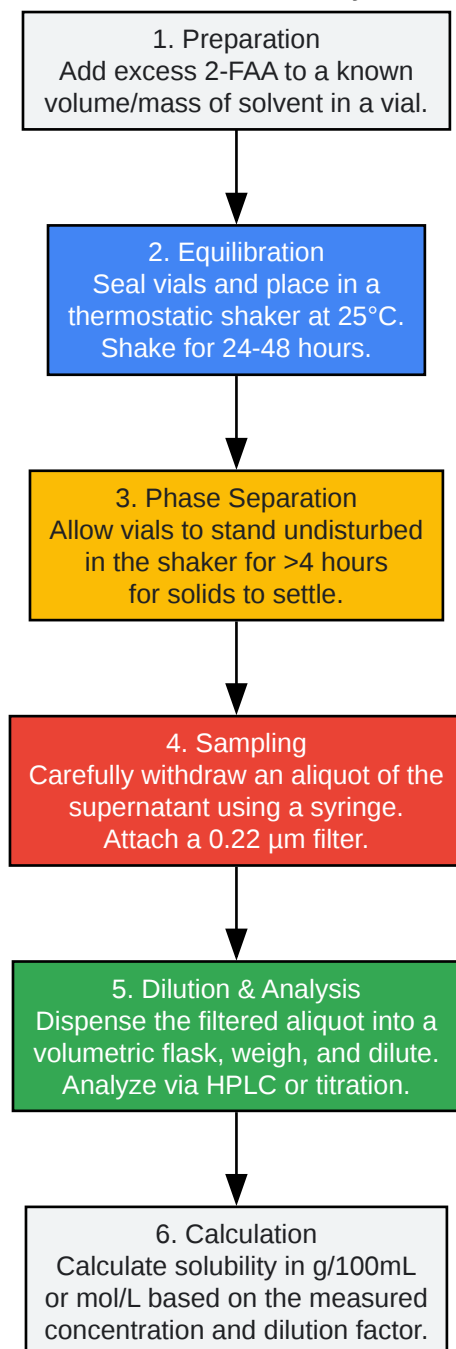 1. Preparation
Add excess 2-FAA to a known
volume/mass of solvent in a vial.
2. Equilibration
Seal vials and place in a
thermostatic shaker at 25°C.
Shake for 24-48 hours.
3. Phase Separation
Allow vials to stand undisturbed
in the shaker for >4 hours
for solids to settle.
4. Sampling
Carefully withdraw an aliquot of the
supernatant using a syringe.
Attach a 0.22 µm filter.
5. Dilution & Analysis
Dispense the filtered aliquot into a
volumetric flask, weigh, and dilute.
Analyze via HPLC or titration.
6. Calculation
Calculate solubility in g/100mL
or mol/L based on the measured
concentration and dilution factor.